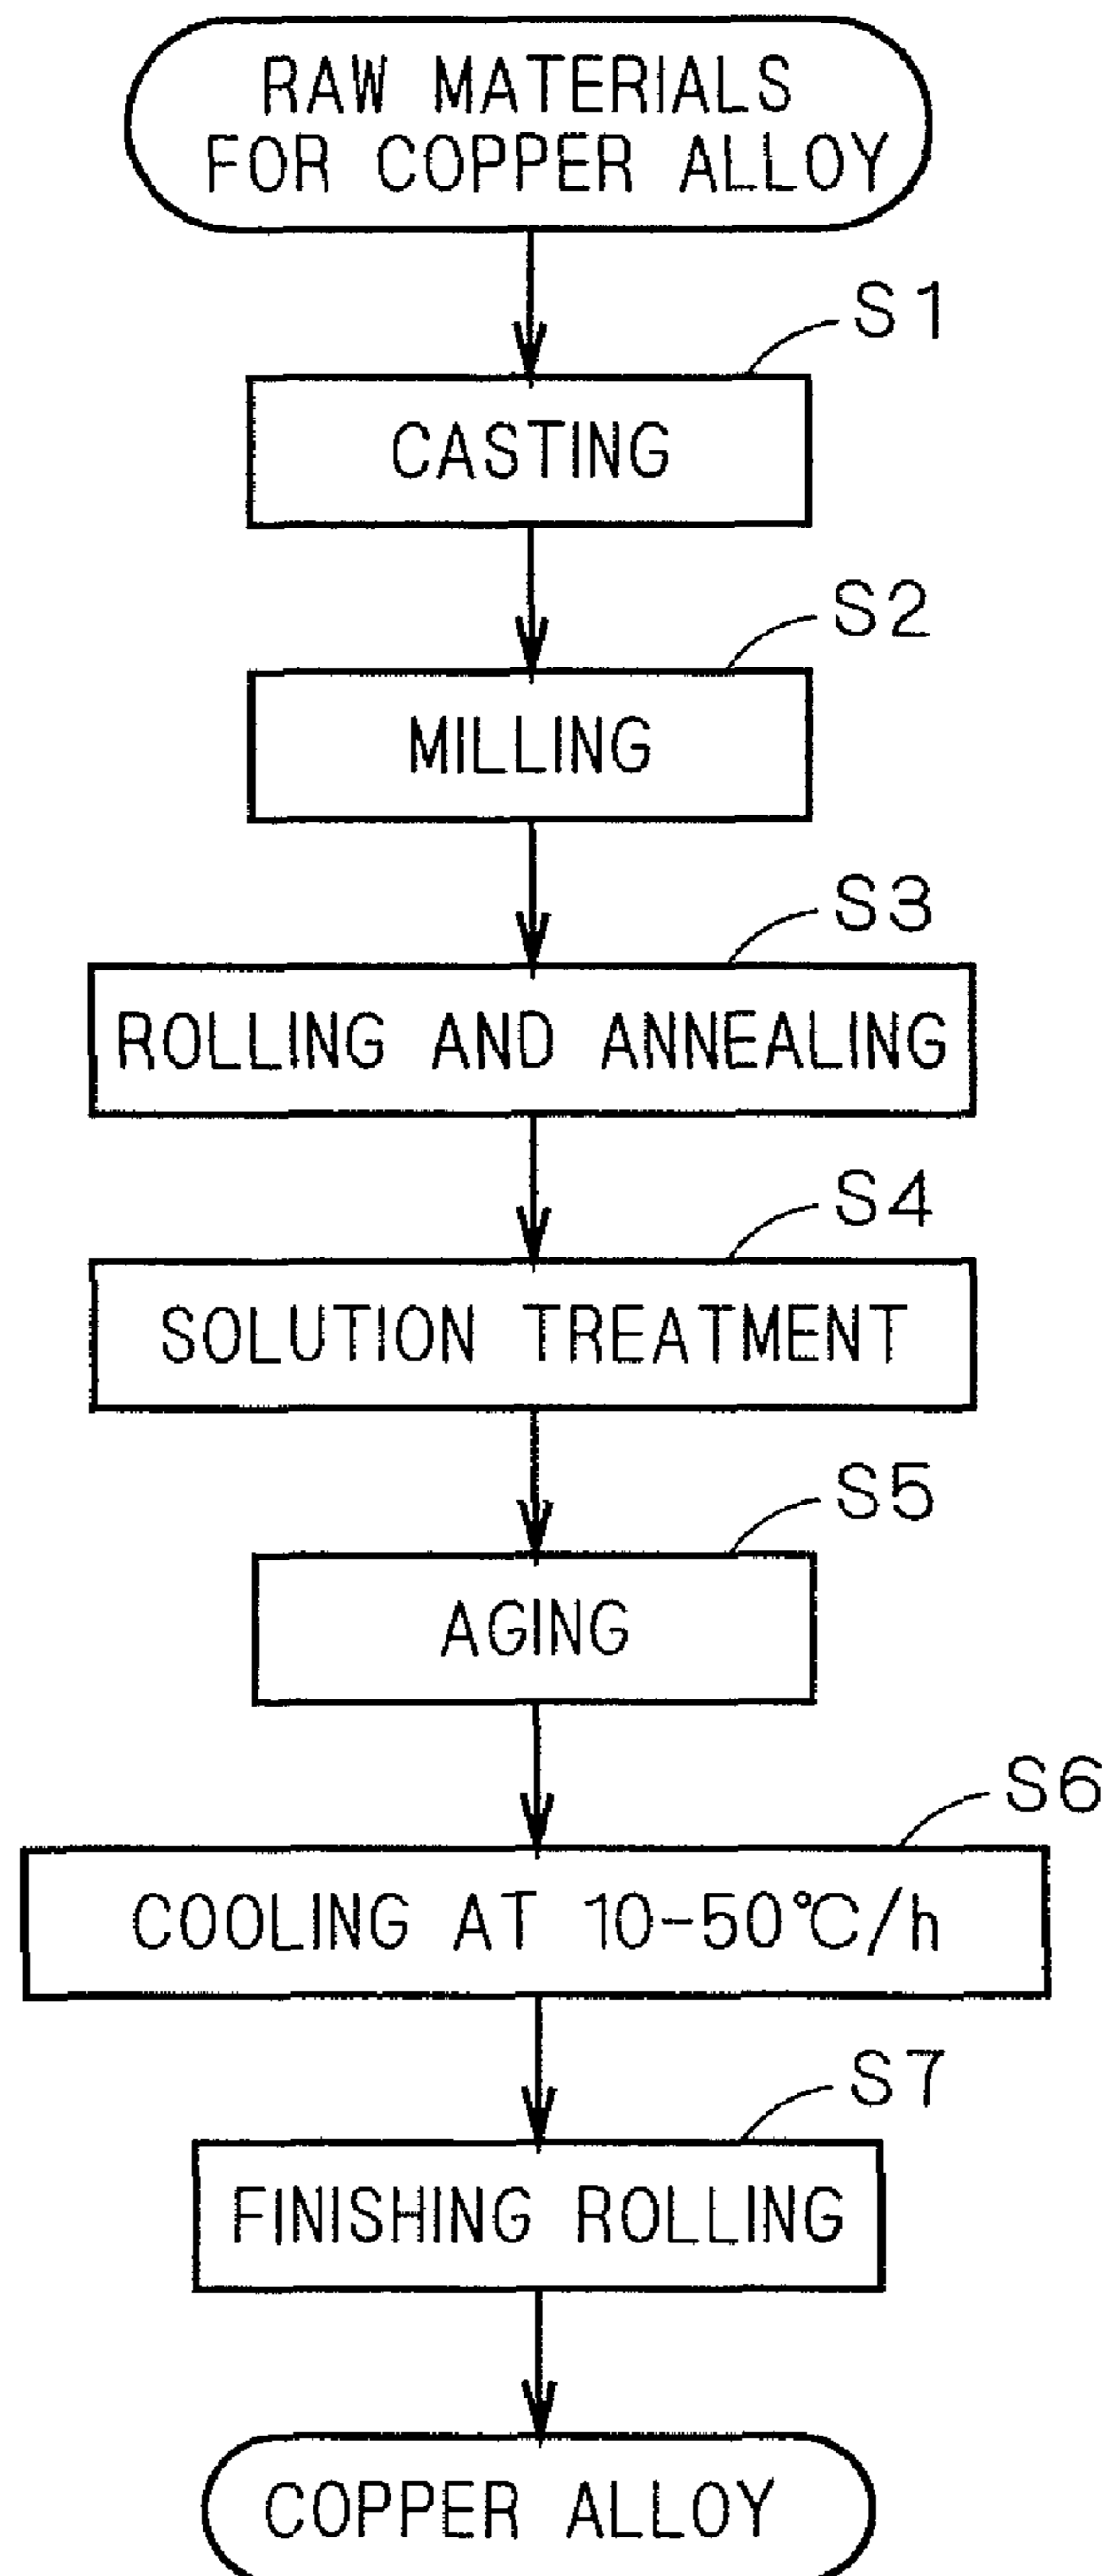 RAW MATERIALS
FOR COPPER ALLOY
S1
CASTING
S2
MILLING
S3
ROLLING AND ANNEALING
S4
SOLUTION TREATMENT
S5
AGING
S6
COOLING AT 10-50℃/h
S7
FINISHING ROLLING
COPPER ALLOY